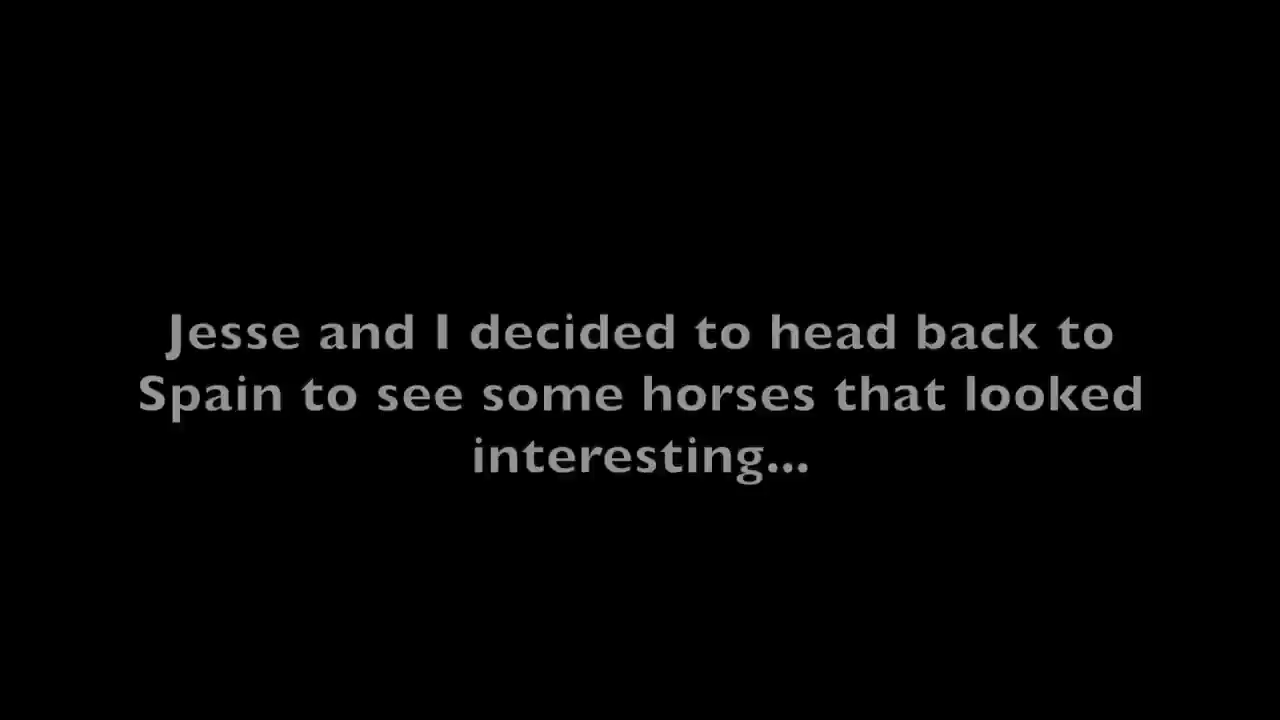 Jesse and I decided to head back to
Spain to see some horses that looked
interesting...